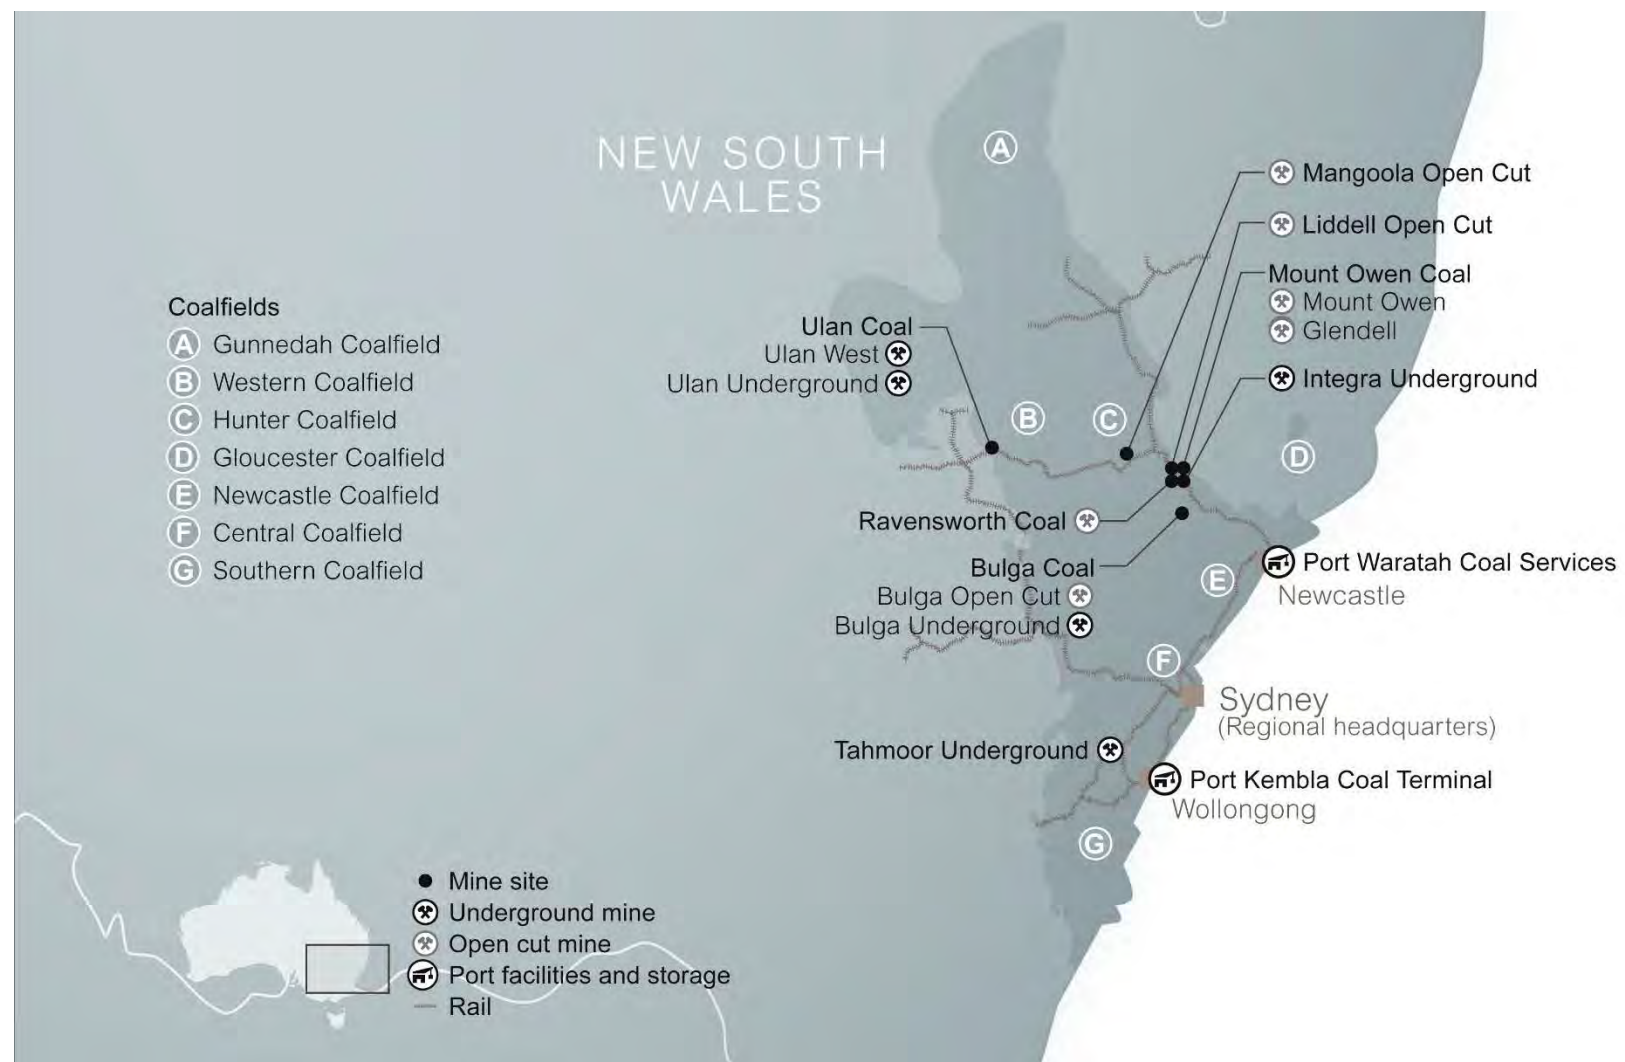 NEW SOUTH
WALES
A
Mangoola Open Cut
Liddell Open Cut
Mount Owen Coal
Mount Owen
Glendell
Integra Underground
Coalfields
A Gunnedah Coalfield
B Western Coalfield
C Hunter Coalfield
D Gloucester Coalfield
E Newcastle Coalfield
F Central Coalfield
G Southern Coalfield
Ulan Coal
Ulan West
Ulan Underground
B
C
D
Ravensworth Coal
Bulga Coal
Bulga Open Cut
Bulga Underground
Port Waratah Coal Services
Newcastle
E
F
Sydney
(Regional headquarters)
Tahmoor Underground
Port Kembla Coal Terminal
Wollongong
G
Mine site
Underground mine
Open cut mine
Port facilities and storage
Rail